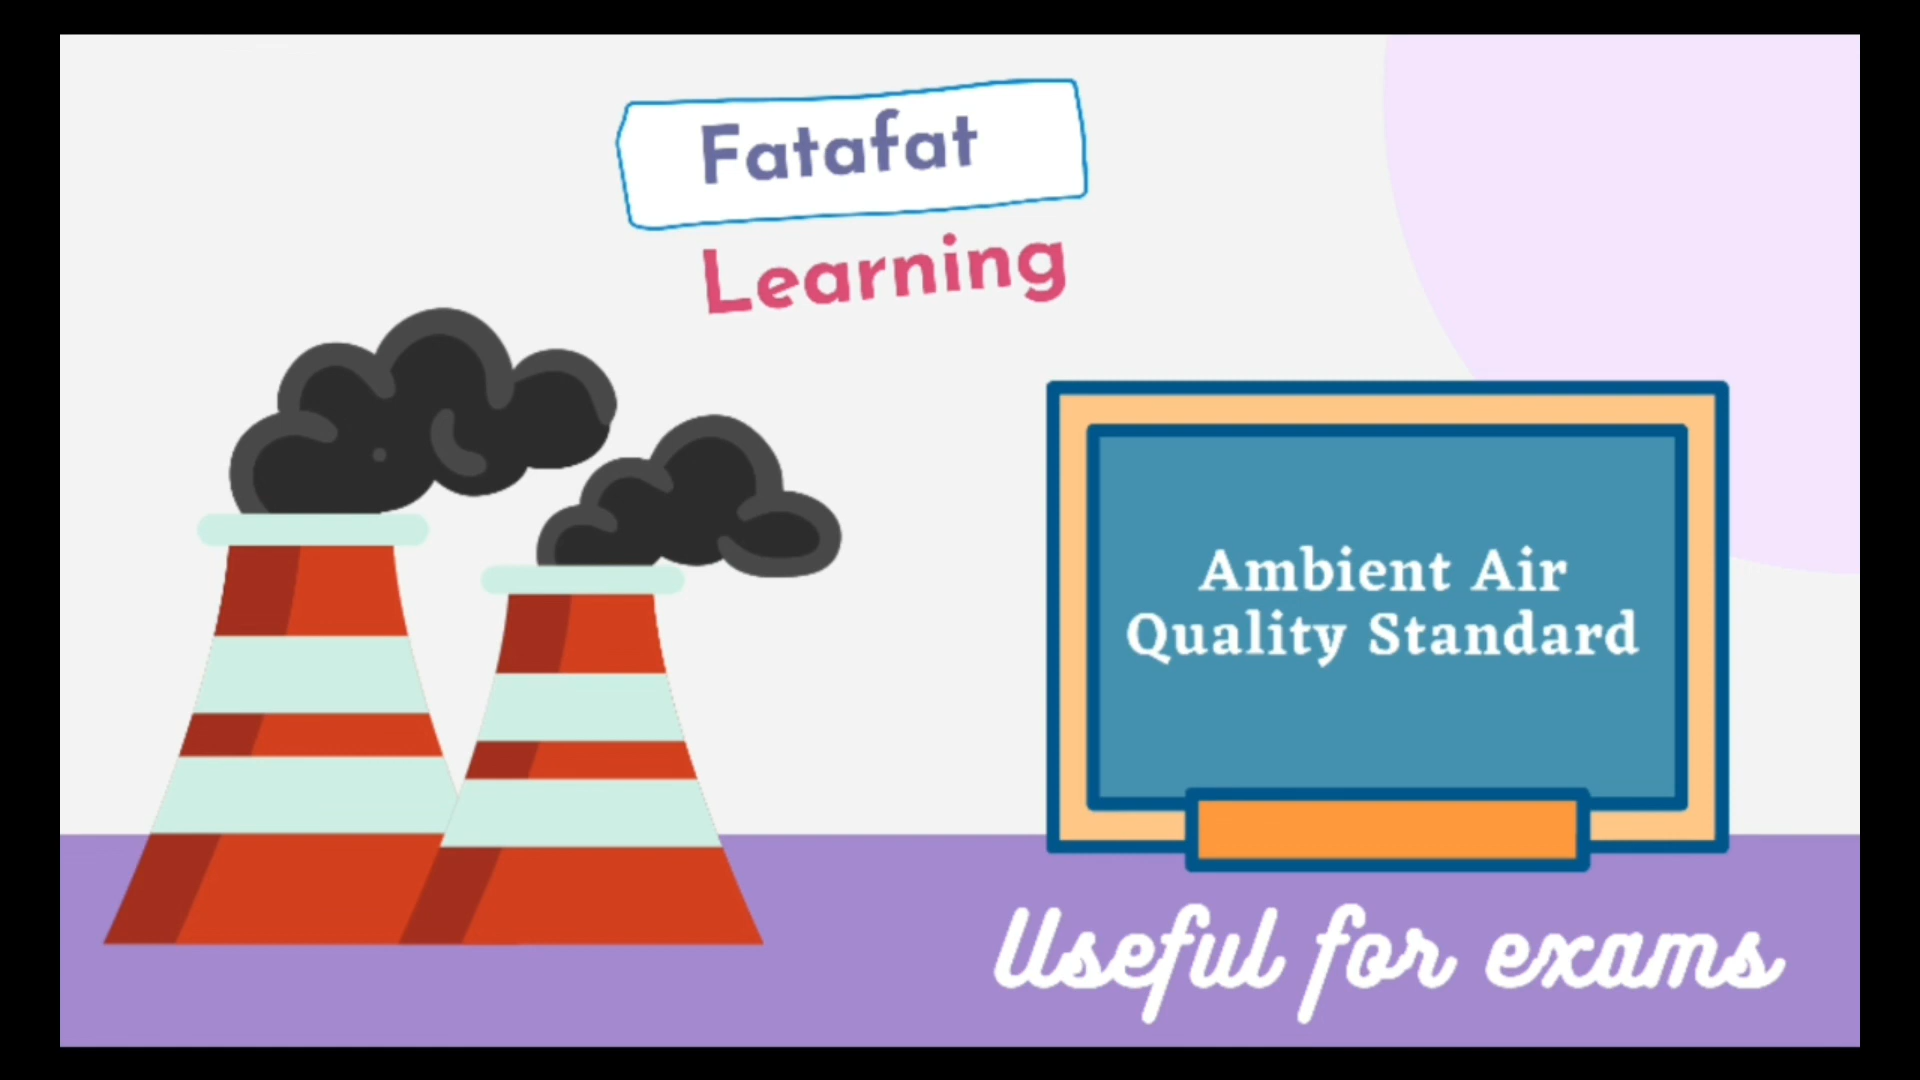 Fatafat
Learning
Ambient Air
Quality Standard
Useful for exams